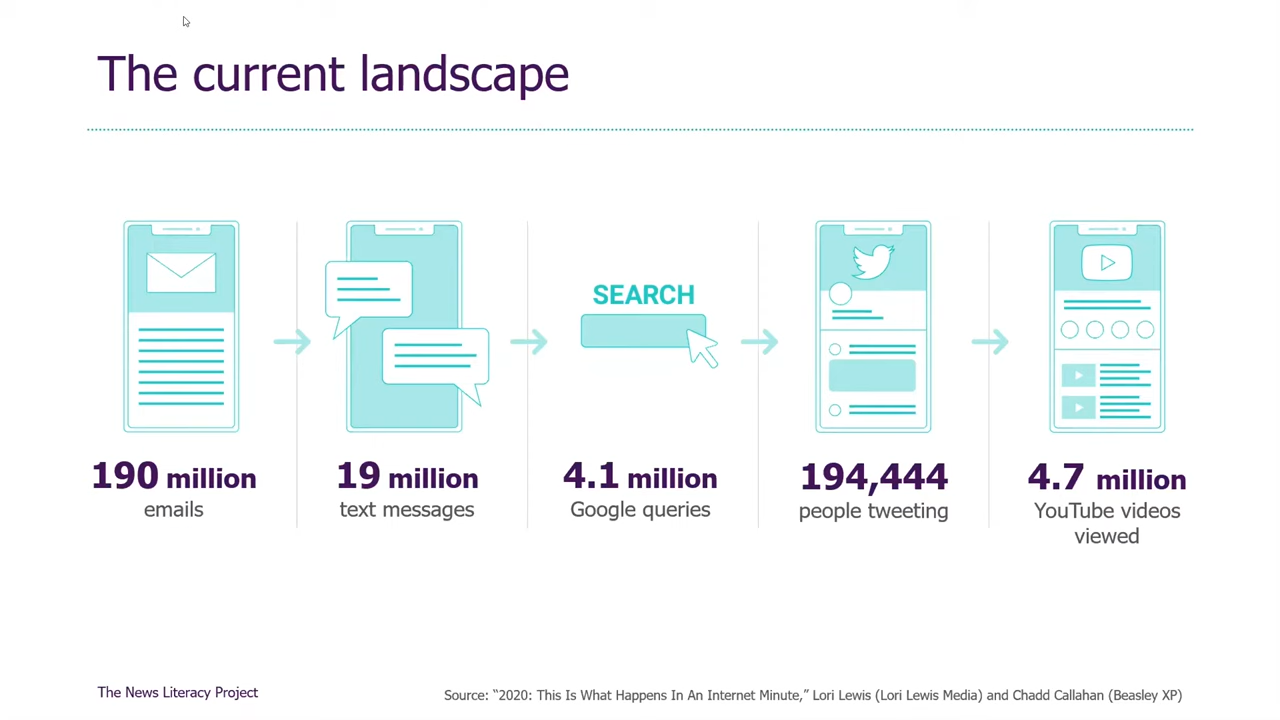 The current landscape
SEARCH
190 million
emails
19 million
text messages
4.1 million
Google queries
194,444
people tweeting
4.7 million
YouTube videos
viewed
The News Literacy Project
Source: “2020: This Is What Happens In An Internet Minute,” Lori Lewis (Lori Lewis Media) and Chadd Callahan (Beasley XP)